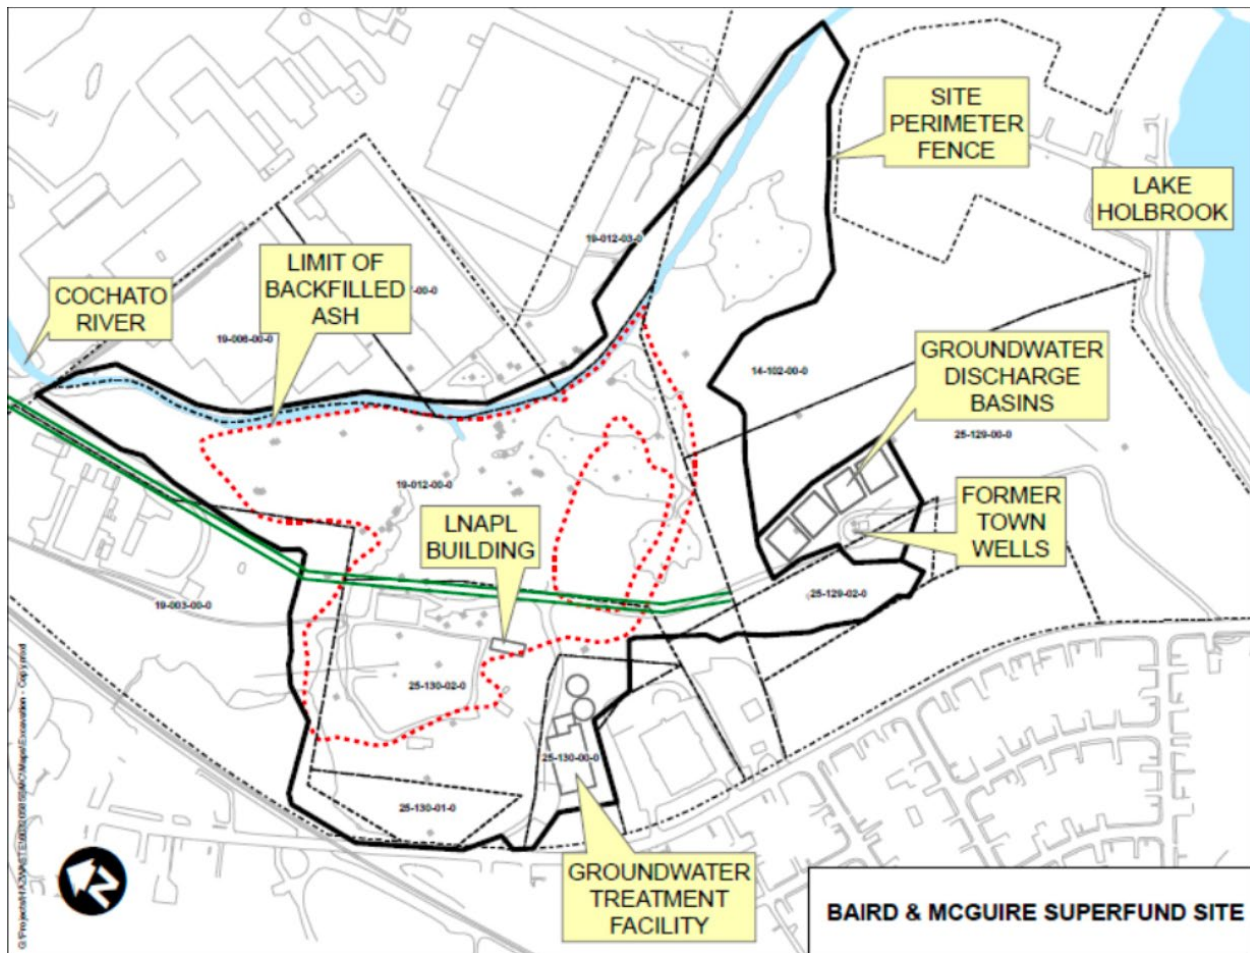 SITE
PERIMETER
FENCE
LAKE
HOLBROOK
19-012-03-0
LIMIT OF
BACKFILLED
ASH
-00-0
COCHATO
RIVER
19-006-00-0
GROUNDWATER
DISCHARGE
BASINS
14-102-00-0
25-129-00-0
19-012-00-0
LNAPL
BUILDING
FORMER
TOWN
WELLS
19-003-00-0
25-129-02-0
25-130-02-0
25-130-00-0
25-130-01-0
GROUNDWATER
TREATMENT
FACILITY
N
BAIRD & MCGUIRE SUPERFUND SITE